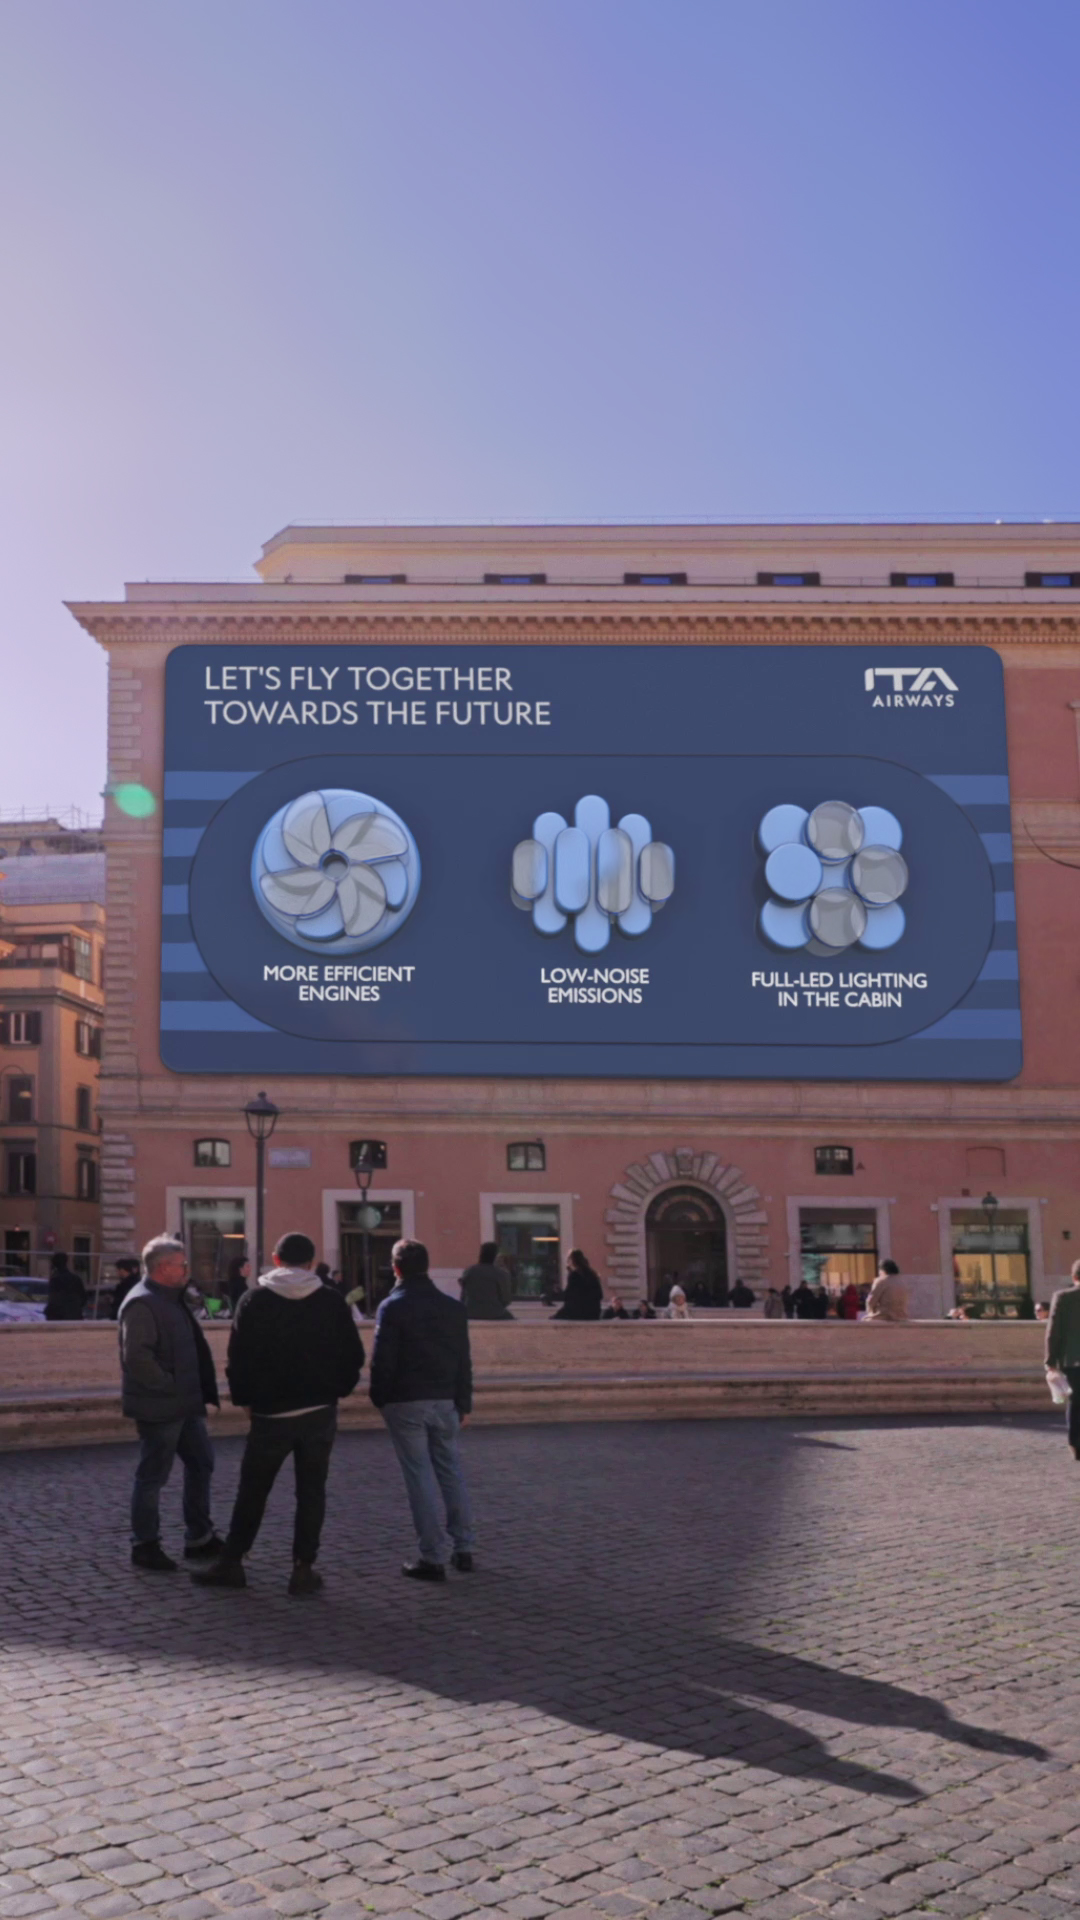 LET'S FLY TOGETHER
TOWARDS THE FUTURE
ITA
AIRWAYS
MORE EFFICIENT
ENGINES
LOW-NOISE
EMISSIONS
FULL-LED LIGHTING
IN THE CABIN